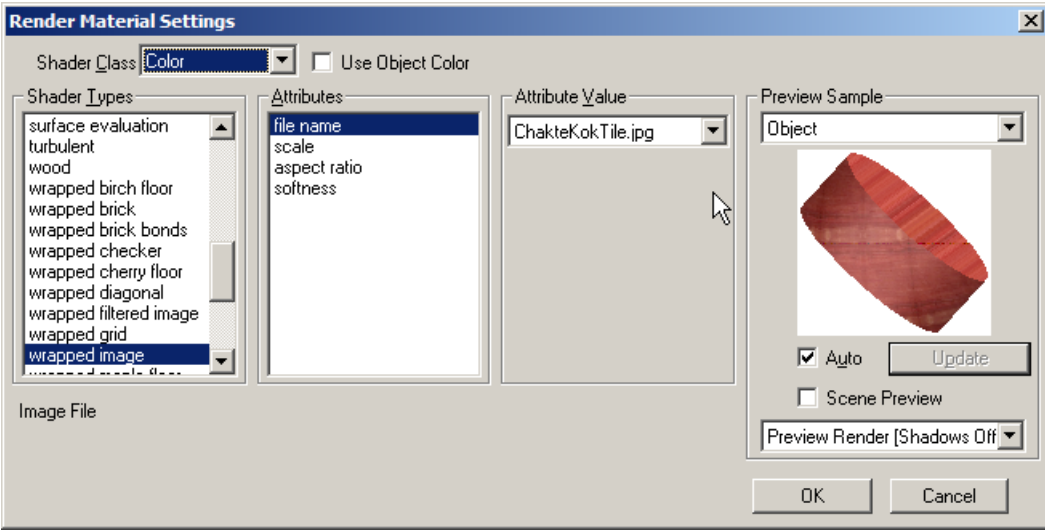 Render Material Settings
Shader Class Color Use Object Color
Shader Types
surface evaluation
turbulent
wood
wrapped birch floor
wrapped brick
wrapped brick bonds
wrapped checker
wrapped cherry floor
wrapped diagonal
wrapped filtered image
wrapped grid
wrapped image
Attributes
file name
scale
aspect ratio
softness
Attribute Value
ChakteKokTile.jpg
Preview Sample
Object
Auto Update
Scene Preview
Preview Render [Shadows Off
Image File
OK Cancel